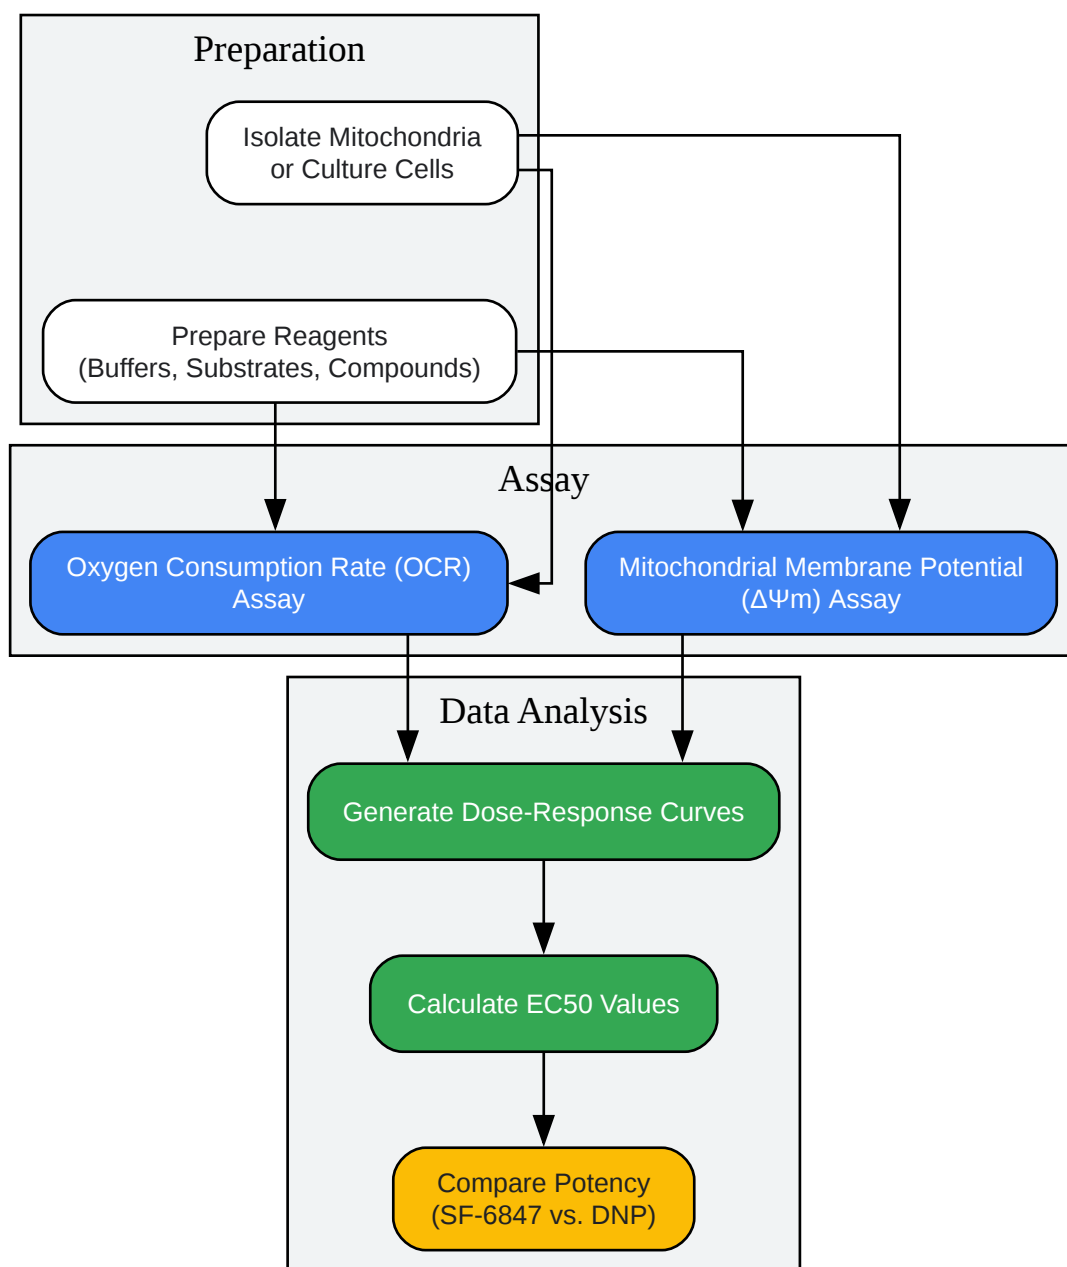 Preparation
Isolate Mitochondria
or Culture Cells
Prepare Reagents
(Buffers, Substrates, Compounds)
Assay
Oxygen Consumption Rate (OCR)
Assay
Mitochondrial Membrane Potential
(ΔΨm) Assay
Data Analysis
Generate Dose-Response Curves
Calculate EC50 Values
Compare Potency
(SF-6847 vs. DNP)